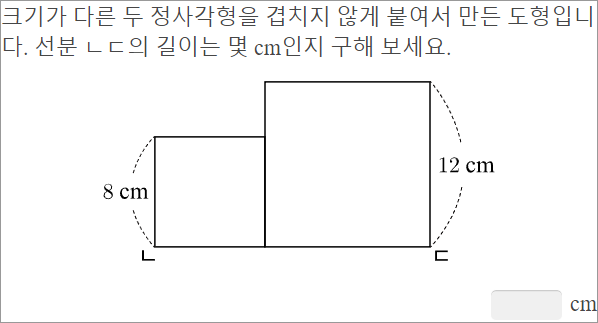 크기가 다른 두 정사각형을 겹치지 않게 붙여서 만든 도형입니
다. 선분 ㄴㄷ의 길이는 몇 cm인지 구해 보세요.
8 cm
12 cm
ㄴ
ㄷ
cm